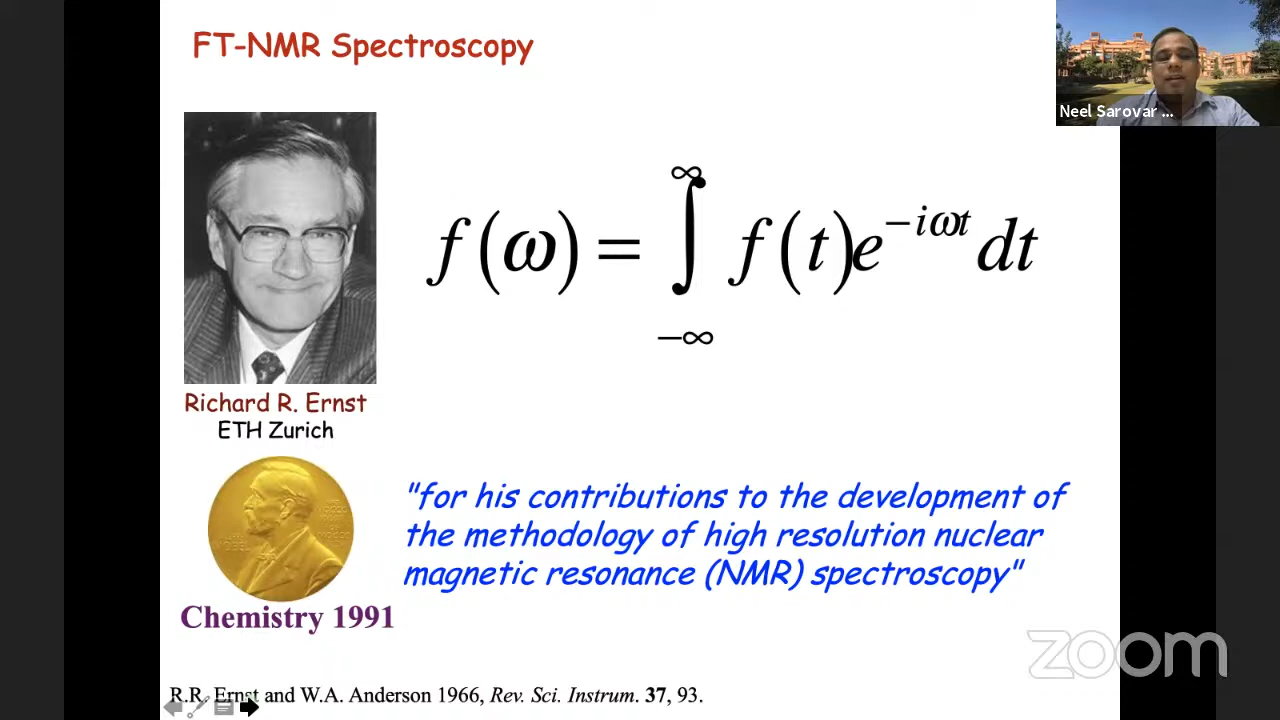 FT-NMR Spectroscopy
Neel Sarovar ...
f(ω) = ∫_{-∞}^{∞} f(t)e^{-iωt} dt
Richard R. Ernst
ETH Zurich
"for his contributions to the development of
the methodology of high resolution nuclear
magnetic resonance (NMR) spectroscopy"
Chemistry 1991
zoom
R.R. Ernst and W.A. Anderson 1966, Rev. Sci. Instrum. 37, 93.